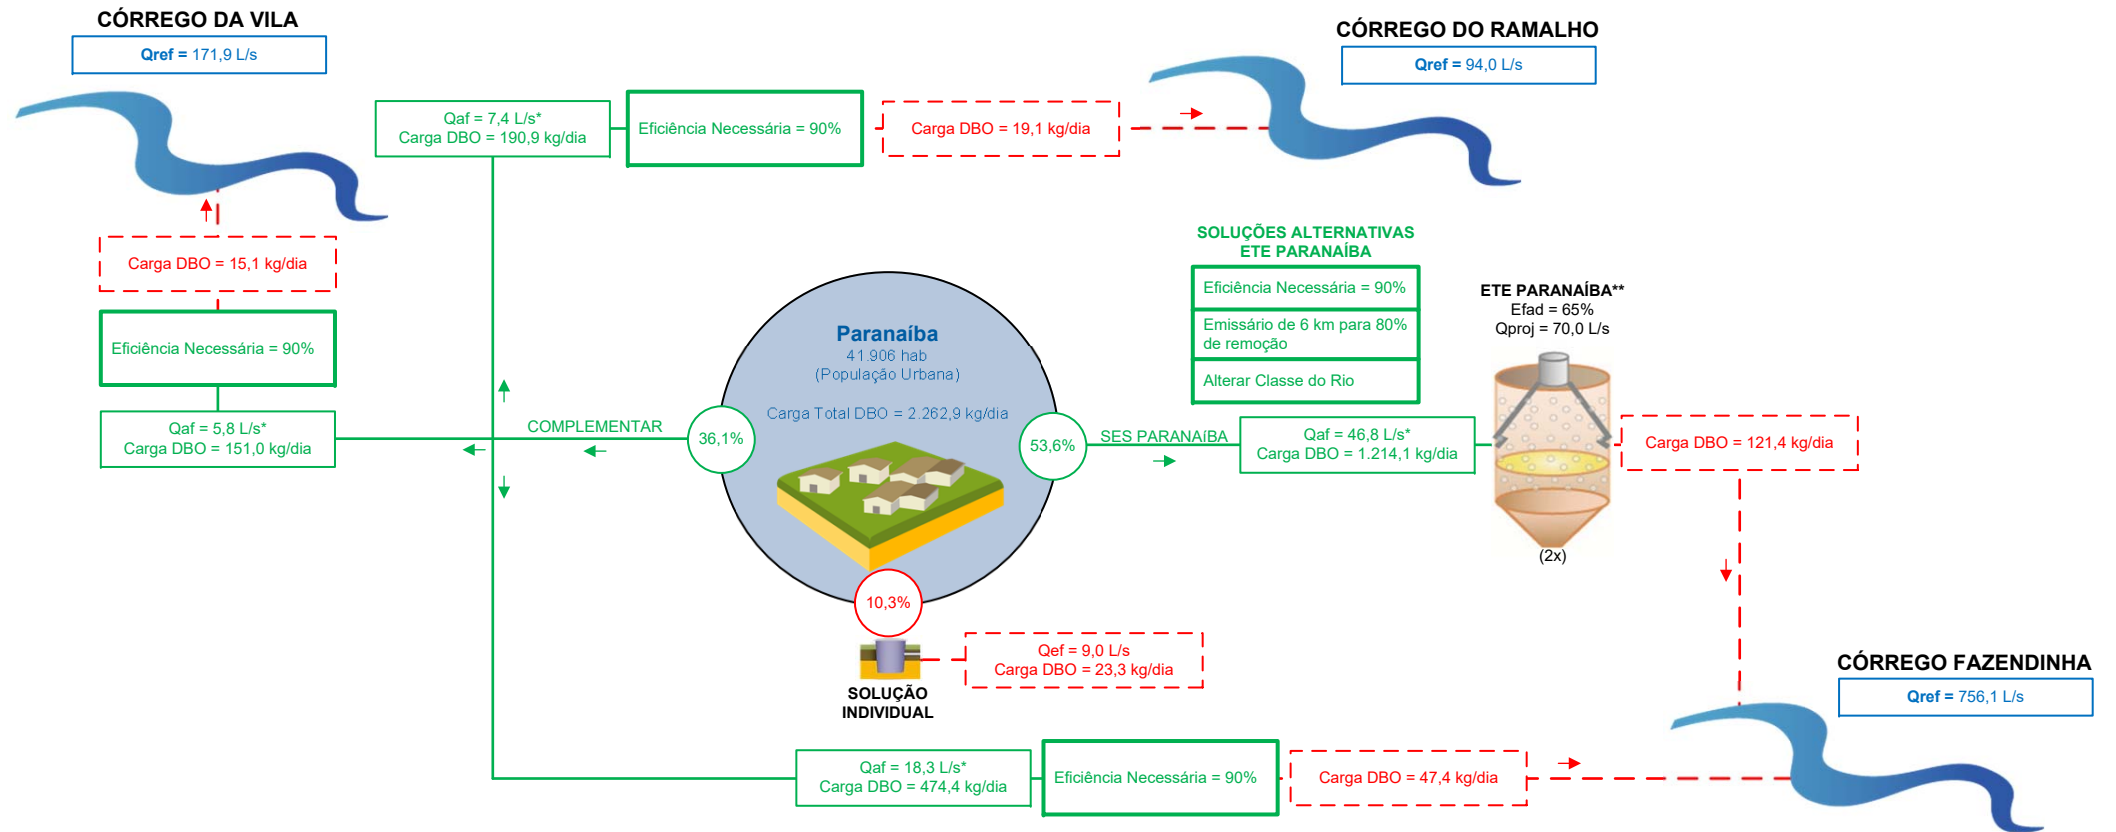 CÓRREGO DA VILA
Qref = 171,9 L/s
CÓRREGO DO RAMALHO
Qref = 94,0 L/s
Qaf = 7,4 L/s*
Carga DBO = 190,9 kg/dia
Eficiência Necessária = 90%
Carga DBO = 19,1 kg/dia
Carga DBO = 15,1 kg/dia
Eficiência Necessária = 90%
Qaf = 5,8 L/s*
Carga DBO = 151,0 kg/dia
COMPLEMENTAR
36,1%
Paranaíba
41.906 hab
(População Urbana)
Carga Total DBO = 2.262,9 kg/dia
53,6%
SES PARANAÍBA
SOLUÇÕES ALTERNATIVAS
ETE PARANAÍBA
Eficiência Necessária = 90%
Emissário de 6 km para 80%
de remoção
Alterar Classe do Rio
Qaf = 46,8 L/s*
Carga DBO = 1.214,1 kg/dia
ETE PARANAÍBA**
Efad = 65%
Qproj = 70,0 L/s
(2x)
Carga DBO = 121,4 kg/dia
10,3%
SOLUÇÃO
INDIVIDUAL
Qef = 9,0 L/s
Carga DBO = 23,3 kg/dia
CÓRREGO FAZENDINHA
Qref = 756,1 L/s
Qaf = 18,3 L/s*
Carga DBO = 474,4 kg/dia
Eficiência Necessária = 90%
Carga DBO = 47,4 kg/dia